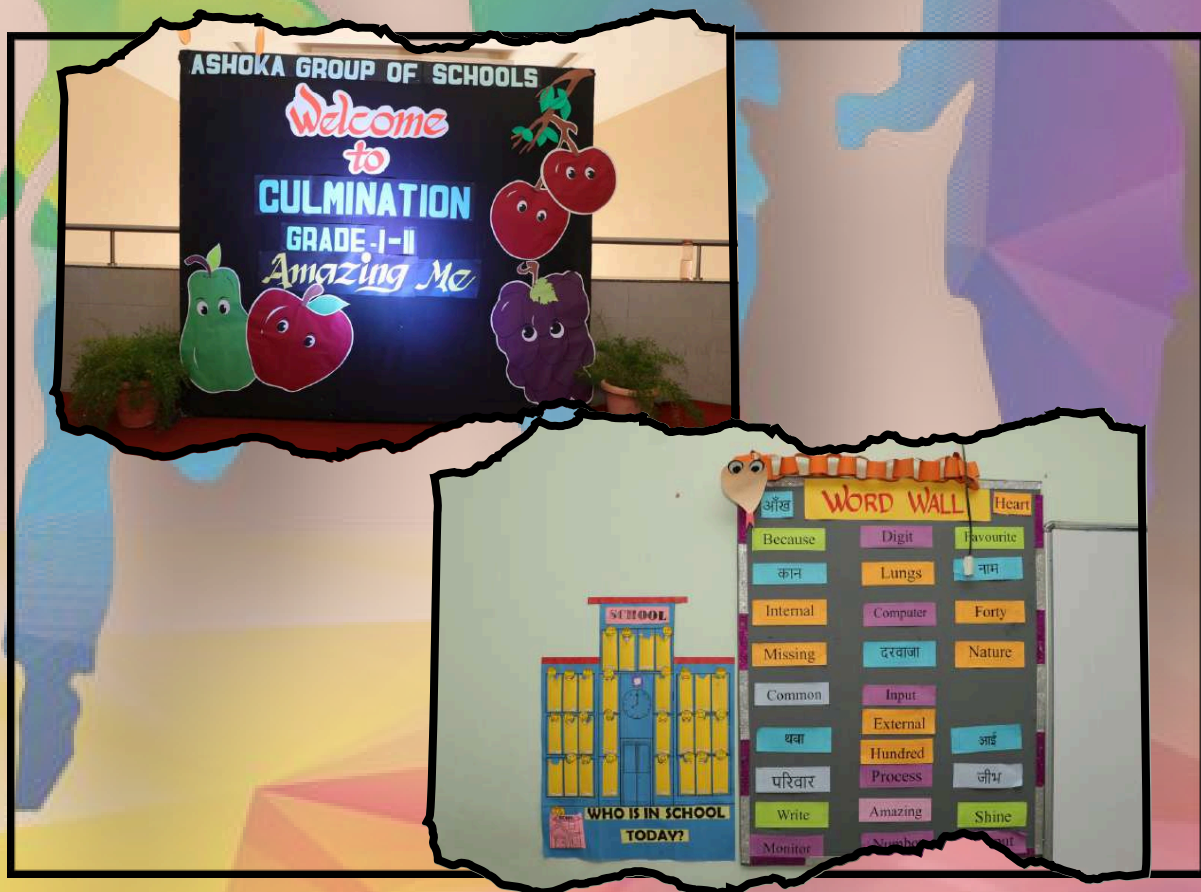 ASHOKA GROUP OF SCHOOLS
Welcome
to
CULMINATION
GRADE-I-II
Amazing Me
SCHOOL
WHO IS IN SCHOOL
TODAY?
आँख WORD WALL Heart
Because Digit Favourite
कान Lungs नाम
Internal Computer Forty
Missing दरवाजा Nature
Common Input
External
थवा आई
Hundred
परिवार Process जीभ
Write Amazing Shine
Monitor